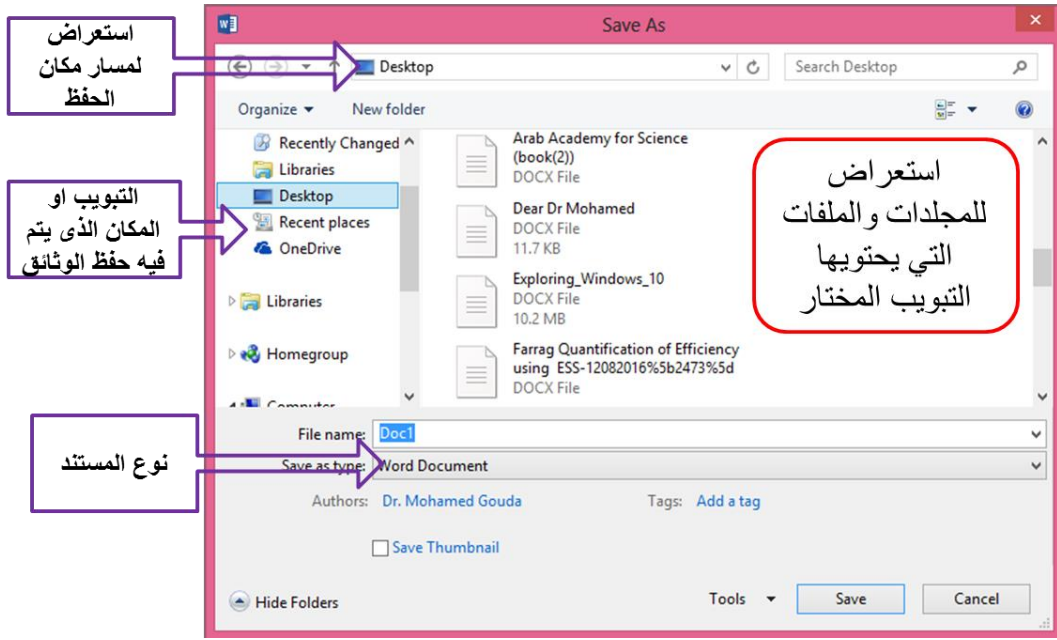 Save As
استعراض
لمسار مكان
الحفظ
Desktop
Search Desktop
Organize
New folder
Recently Changed
Libraries
Desktop
Recent places
OneDrive
Libraries
Homegroup
Computer
التبويب او
المكان الذى يتم
فيه حفظ الوثائق
Arab Academy for Science
(book(2))
DOCX File
Dear Dr Mohamed
DOCX File
11.7 KB
Exploring_Windows_10
DOCX File
10.2 MB
Farrag Quantification of Efficiency
using ESS-12082016%5b2473%5d
DOCX File
استعراض
للمجلدات والملفات
التي يحتويها
التبويب المختار
File name: Doc1
نوع المستند
Save as type: Word Document
Authors: Dr. Mohamed Gouda
Tags: Add a tag
Save Thumbnail
Hide Folders
Tools
Save
Cancel